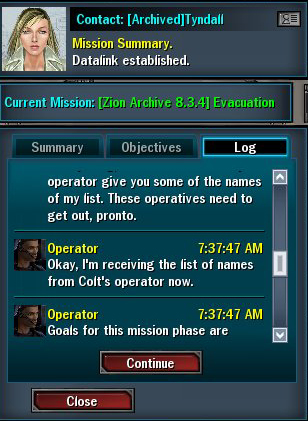 Contact: [Archived]Tyndall
Mission Summary.
Datalink established.
Current Mission: [Zion Archive 8.3.4] Evacuation
Summary
Objectives
Log
operator give you some of the names
of my list. These operatives need to
get out, pronto.
Operator 7:37:47 AM
Okay, I'm receiving the list of names
from Colt's operator now.
Operator 7:37:47 AM
Goals for this mission phase are
Continue
Close